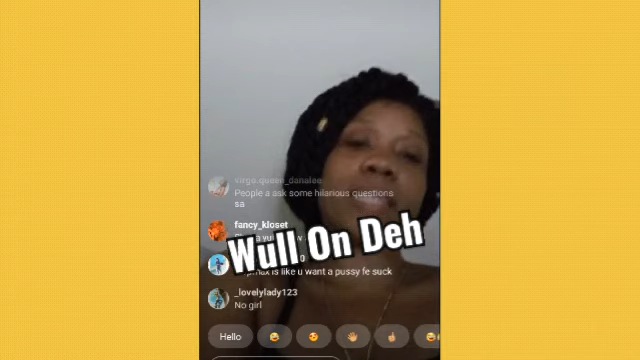 virgo.queen_danalee
People a ask some hilarious questions
sa
fancy_kloset
Wull On Deh
is like u want a pussy fe suck
_lovelylady123
No girl
Hello